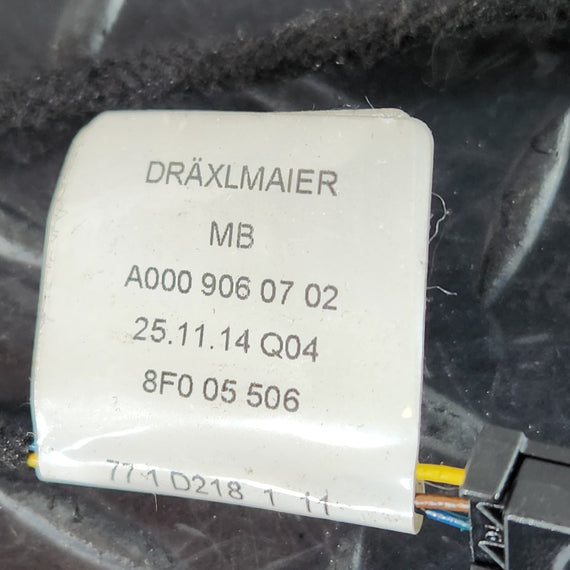 DRÄXLMAIER
MB
A000 906 07 02
25.11.14 Q04
8F0 05 506
77 1 D218 1 11